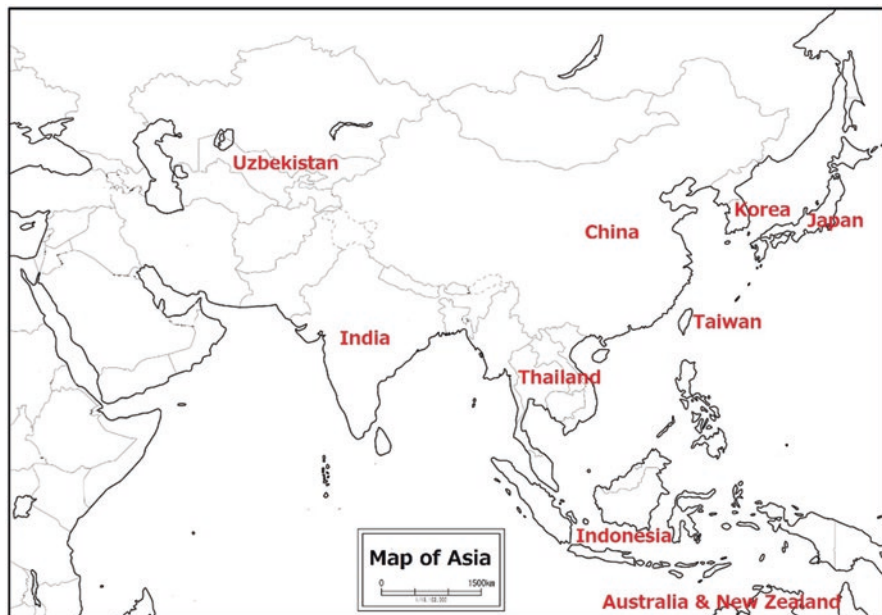 Uzbekistan
Korea
Japan
China
Taiwan
India
Thailand
Indonesia
Map of Asia
0 1500km
Australia & New Zealand